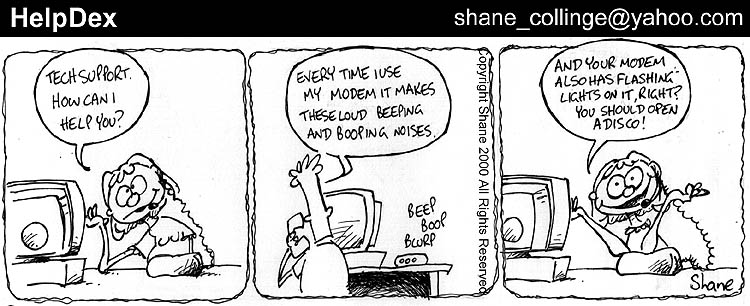 HelpDex
shane_collinge@yahoo.com
TECH SUPPORT.
HOW CAN I
HELP YOU?
EVERY TIME I USE
MY MODEM IT MAKES
THESE LOUD BEEPING
AND BOOPING NOISES.
BEEP
BOOP
BLURP
Copyright Shane 2000 All Rights Reserved
AND YOUR MODEM
ALSO HAS FLASHING
LIGHTS ON IT, RIGHT?
YOU SHOULD OPEN
A DISCO!
Shane